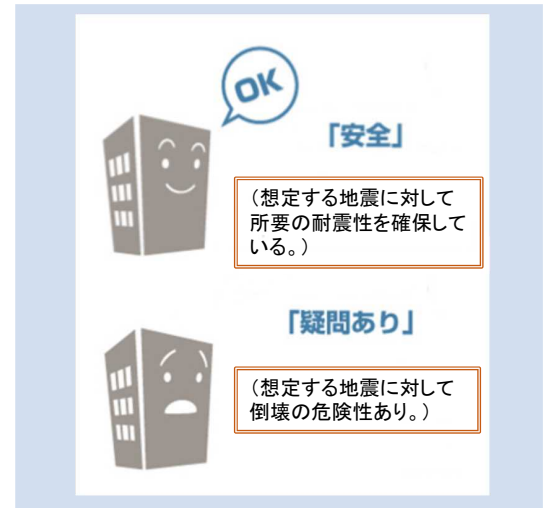 OK
「安全」
（想定する地震に対して
所要の耐震性を確保して
いる。）
「疑問あり」
（想定する地震に対して
倒壊の危険性あり。）